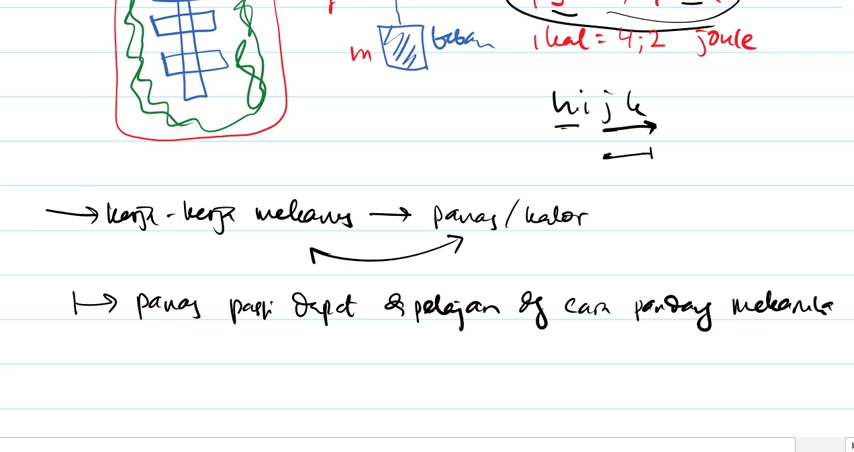 m beban
1 kal = 4,2 joule
h i j k
→ kerja-kerja mekanis → panas/kalor
↦ panas pasti dapat dipelajari dg cara pandang mekanika